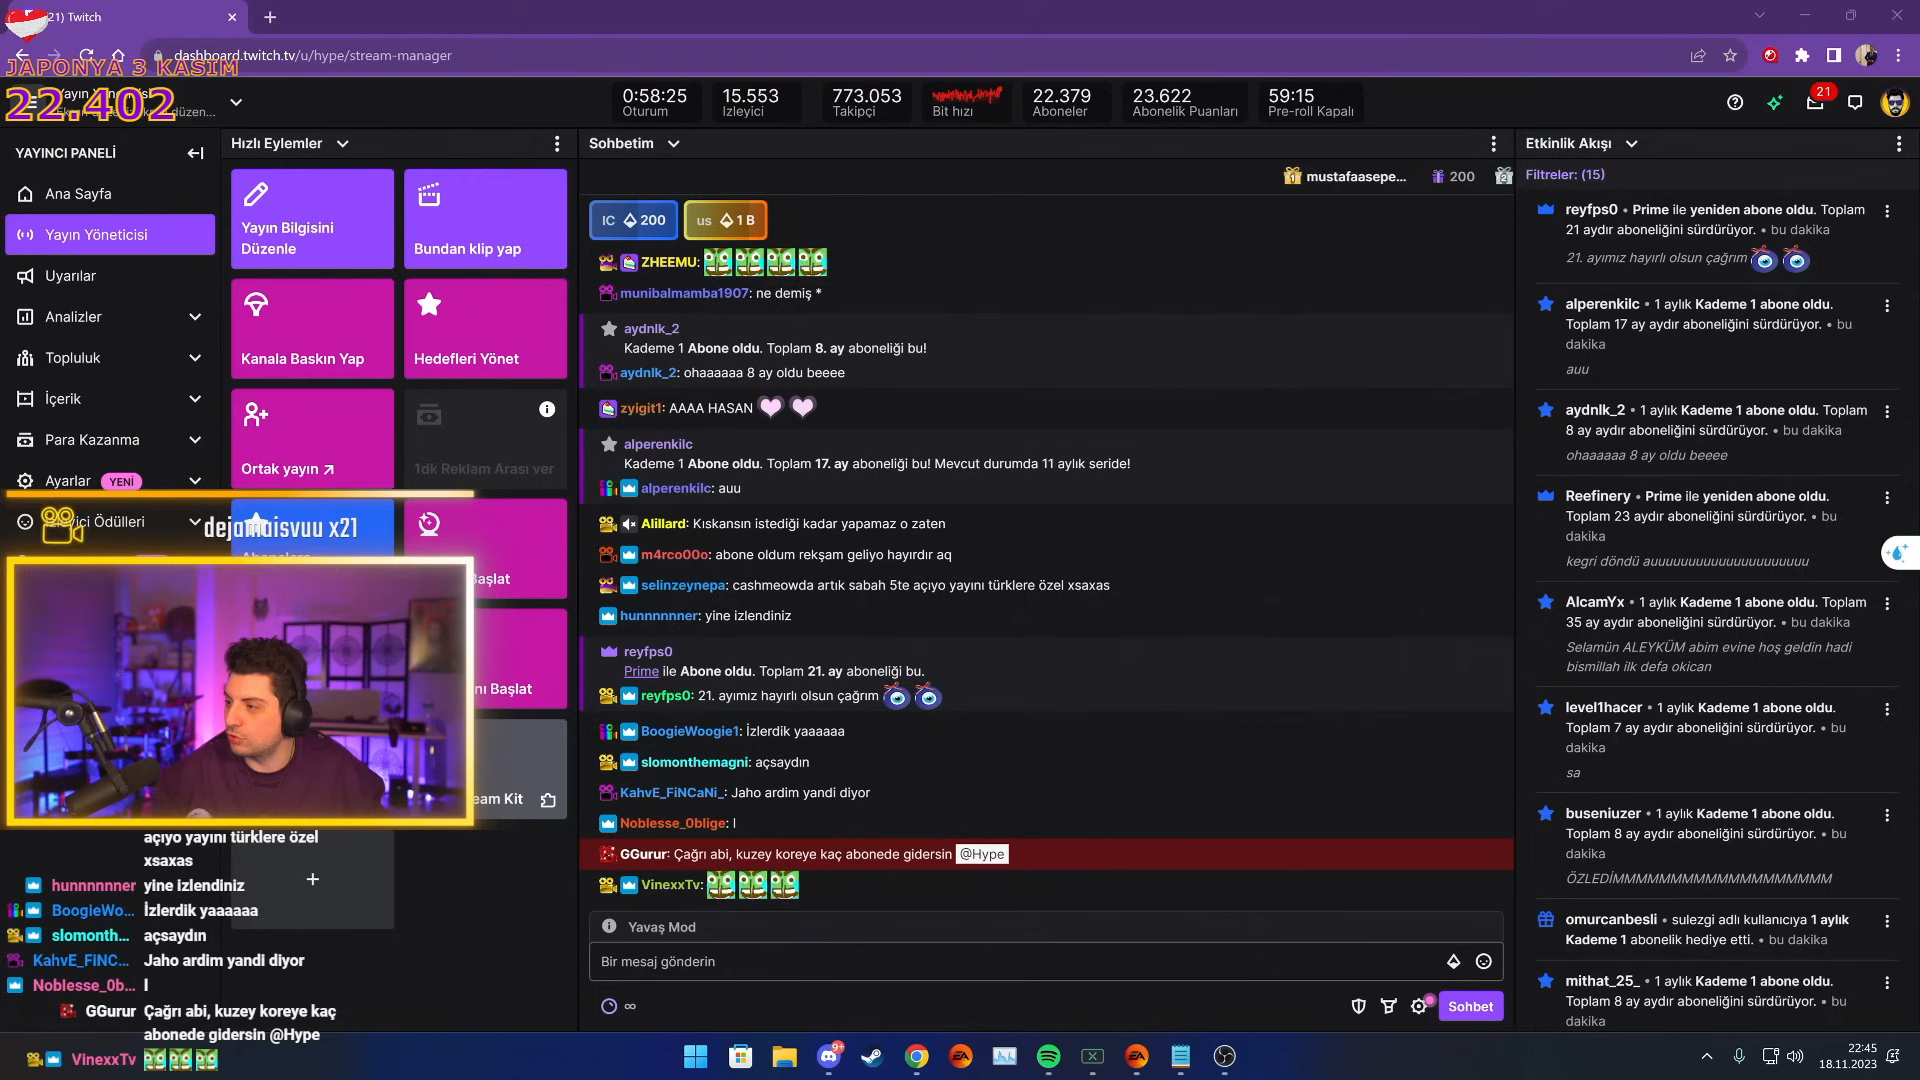 21) Twitch
dashboard.twitch.tv/u/hype/stream-manager
JAPONYA 3 KASIM
22.402
0:58:25
Oturum
15.553
İzleyici
773.053
Takipçi
Bit hızı
22.379
Aboneler
23.622
Abonelik Puanları
59:15
Pre-roll Kapalı
21
YAYINCI PANELİ
Ana Sayfa
Yayın Yöneticisi
Uyarılar
Analizler
Topluluk
İçerik
Para Kazanma
Ayarlar YENİ
Ödülleri
dejamaisvuu x21
Hızlı Eylemler
Yayın Bilgisini
Düzenle
Bundan klip yap
Kanala Baskın Yap
Hedefleri Yönet
Ortak yayın
1dk Reklam Arası ver
açıyo yayını türklere özel
xsaxas
hunnnnnner yine izlendiniz
BoogieWo... İzlerdik yaaaaaa
slomonth... açsaydın
KahvE_FiNC... Jaho ardim yandi diyor
Noblesse_0b... I
GGurur Çağrı abi, kuzey koreye kaç
abonede gidersin @Hype
VinexxTv
Sohbetim
mustafaasepe... 200
IC 200
us 1 B
ZHEEMU:
munibalmamba1907: ne demiş *
aydnlk_2
Kademe 1 Abone oldu. Toplam 8. ay aboneliği bu!
aydnlk_2: ohaaaaaa 8 ay oldu beeee
zyigit1: AAAA HASAN
alperenkilc
Kademe 1 Abone oldu. Toplam 17. ay aboneliği bu! Mevcut durumda 11 aylık seride!
alperenkilc: auu
Alillard: Kıskansın istediği kadar yapamaz o zaten
m4rco00o: abone oldum rekşam geliyo hayırdır aq
selinzeynepa: cashmeowda artık sabah 5te açıyo yayını türklere özel xsaxas
hunnnnnner: yine izlendiniz
reyfps0
Prime ile Abone oldu. Toplam 21. ay aboneliği bu.
reyfps0: 21. ayımız hayırlı olsun çağrım
BoogieWoogie1: İzlerdik yaaaaaa
slomonthemagni: açsaydın
KahvE_FiNCaNi_: Jaho ardim yandi diyor
Noblesse_0blige: I
GGurur: Çağrı abi, kuzey koreye kaç abonede gidersin @Hype
VinexxTv:
Yavaş Mod
Bir mesaj gönderin
Sohbet
Etkinlik Akışı
Filtreler: (15)
reyfps0 • Prime ile yeniden abone oldu. Toplam
21 aydır aboneliğini sürdürüyor. • bu dakika
21. ayımız hayırlı olsun çağrım
alperenkilc • 1 aylık Kademe 1 abone oldu.
Toplam 17 ay aydır aboneliği sürdürüyor. • bu
dakika
auu
aydnlk_2 • 1 aylık Kademe 1 abone oldu. Toplam
8 ay aydır aboneliğini sürdürüyor. • bu dakika
ohaaaaaa 8 ay oldu beeee
Reefinery • Prime ile yeniden abone oldu.
Toplam 23 aydır aboneliğini sürdürüyor. • bu
dakika
kegri döndü auuuuuuuuuuuuuuuuuuuuu
AlcamYx • 1 aylık Kademe 1 abone oldu. Toplam
35 ay aydır aboneliğini sürdürüyor. • bu dakika
Selamün ALEYKÜM abim evine hoş geldin hadi
bismillah ilk defa okican
level1hacer • 1 aylık Kademe 1 abone oldu.
Toplam 7 ay aydır aboneliğini sürdürüyor. • bu
dakika
sa
buseniuzer • 1 aylık Kademe 1 abone oldu.
Toplam 8 ay aydır aboneliğini sürdürüyor. • bu
dakika
ÖZLEDİMMMMMMMMMMMMMMMMMMM
omurcanbesli • sulezgi adlı kullanıcıya 1 aylık
Kademe 1 abonelik hediye etti. • bu dakika
mithat_25_ • 1 aylık Kademe 1 abone oldu.
Toplam 8 ay aydır aboneliğini sürdürüyor. • bu
dakika
22:45
18.11.2023